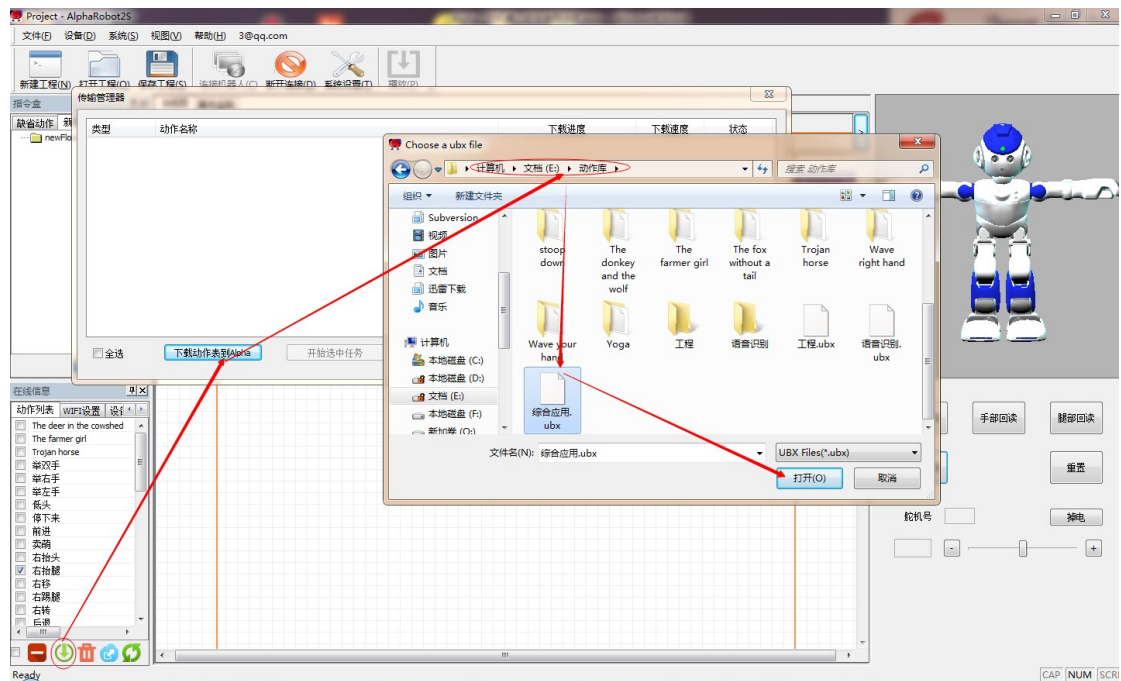 Project - AlphaRobot2S
文件(F) 设备(D) 系统(S) 视图(V) 帮助(H) 3@qq.com
新建工程(N) 打开工程(O) 保存工程(S) 连接机器人(C) 断开连接(D) 系统设置(T) 播放(P)
指令盒
传输管理器
缺省动作
newFlo
类型 动作名称 下载进度 下载速度 状态
Choose a ubx file
计算机 文档 (E:) 动作库
搜索 动作库
组织 新建文件夹
Subversion
视频
图片
文档
迅雷下载
音乐
计算机
本地磁盘 (C:)
本地磁盘 (D:)
文档 (E:)
本地磁盘 (F:)
新加卷 (O:)
stoop
down
The
donkey
and the
wolf
The
farmer girl
The fox
without a
tail
Trojan
horse
Wave
right hand
Wave your
hand
Yoga
工程
语音识别
工程.ubx
语音识别.
ubx
综合应用.
ubx
文件名(N): 综合应用.ubx
UBX Files(*.ubx)
打开(O) 取消
全选 下载动作表到Alpha 开始选中任务
在线信息
动作列表 WIFI设置
The deer in the cowshed
The farmer girl
Trojan horse
举双手
举右手
举左手
低头
停下来
前进
卖萌
右抬头
右抬腿
右移
右踢腿
右转
后退
手部回读 腿部回读
重置
舵机号 掉电
- +
Ready
CAP NUM SCRL